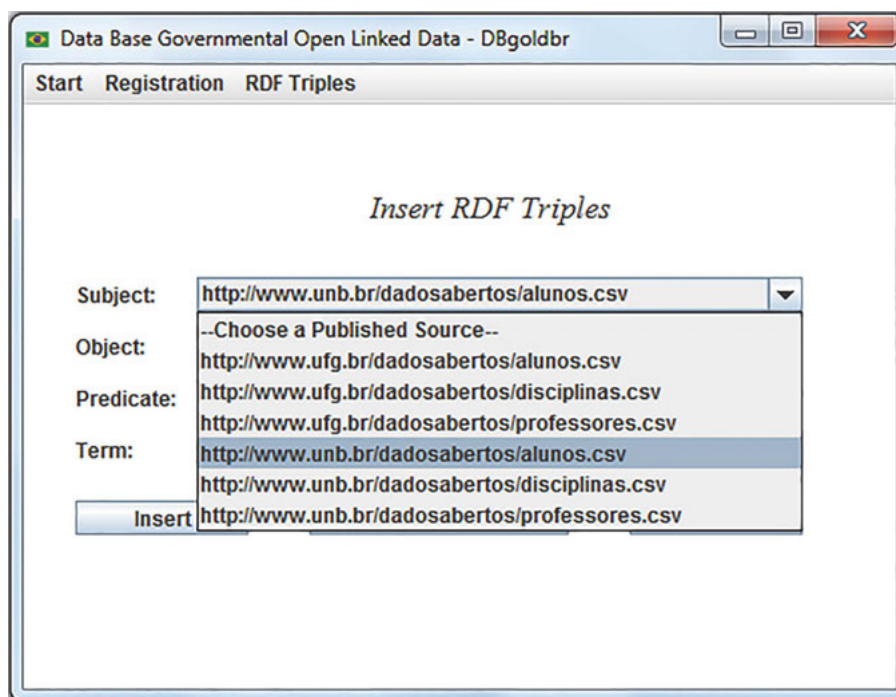 Data Base Governmental Open Linked Data - DBgoldbr
Start Registration RDF Triples
Insert RDF Triples
Subject: http://www.unb.br/dadosabertos/alunos.csv
--Choose a Published Source--
Object:
http://www.ufg.br/dadosabertos/alunos.csv
http://www.ufg.br/dadosabertos/disciplinas.csv
Predicate:
http://www.ufg.br/dadosabertos/professores.csv
Term: http://www.unb.br/dadosabertos/alunos.csv
http://www.unb.br/dadosabertos/disciplinas.csv
Insert http://www.unb.br/dadosabertos/professores.csv